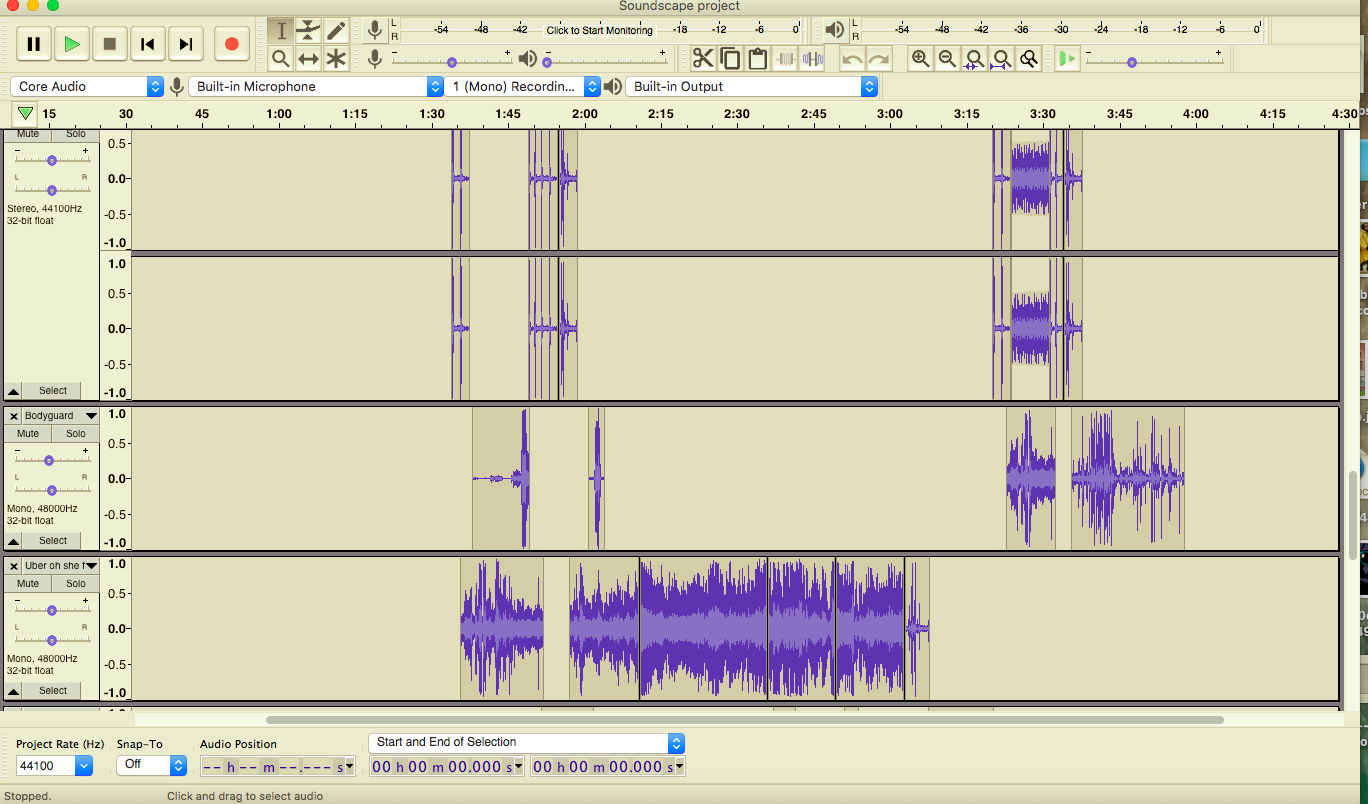 Soundscape project
L
R
-54 -48 -42 Click to Start Monitoring -18 -12 -6 0
L
R
-54 -48 -42 -36 -30 -24 -18 -12 -6 0
- +
- +
- +
Core Audio
Built-in Microphone
1 (Mono) Recordin...
Built-in Output
15 30 45 1:00 1:15 1:30 1:45 2:00 2:15 2:30 2:45 3:00 3:15 3:30 3:45 4:00 4:15 4:30
Mute Solo
- +
L R
Stereo, 44100Hz
32-bit float
Select
0.5
0.0
-0.5
-1.0
1.0
0.5
0.0
-0.5
-1.0
Bodyguard
Mute Solo
- +
L R
Mono, 48000Hz
32-bit float
Select
1.0
0.5
0.0
-0.5
-1.0
Uber oh she f
Mute Solo
- +
L R
Mono, 48000Hz
32-bit float
Select
1.0
0.5
0.0
-0.5
-1.0
Project Rate (Hz) Snap-To Audio Position Start and End of Selection
44100 Off -- h -- m --.--- s 00 h 00 m 00.000 s 00 h 00 m 00.000 s
Stopped. Click and drag to select audio